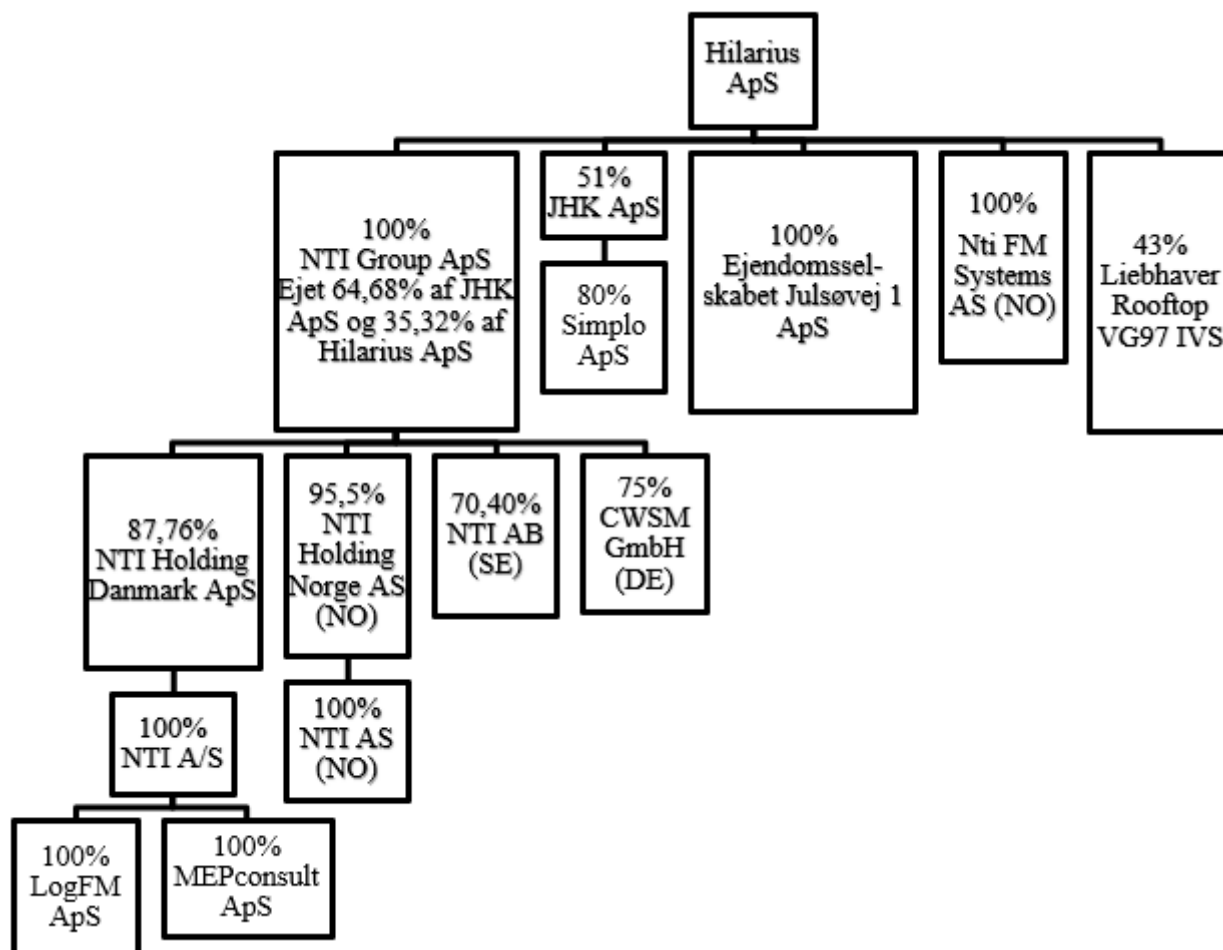 Hilarius
ApS
100%
NTI Group ApS
Ejet 64,68% af JHK
ApS og 35,32% af
Hilarius ApS
51%
JHK ApS
80%
Simplo
ApS
100%
Ejendomssel-
skabet Julsøvej 1
ApS
100%
Nti FM
Systems
AS (NO)
43%
Liebhaver
Rooftop
VG97 IVS
87,76%
NTI Holding
Danmark ApS
95,5%
NTI
Holding
Norge AS
(NO)
70,40%
NTI AB
(SE)
75%
CWSM
GmbH
(DE)
100%
NTI A/S
100%
NTI AS
(NO)
100%
LogFM
ApS
100%
MEPconsult
ApS